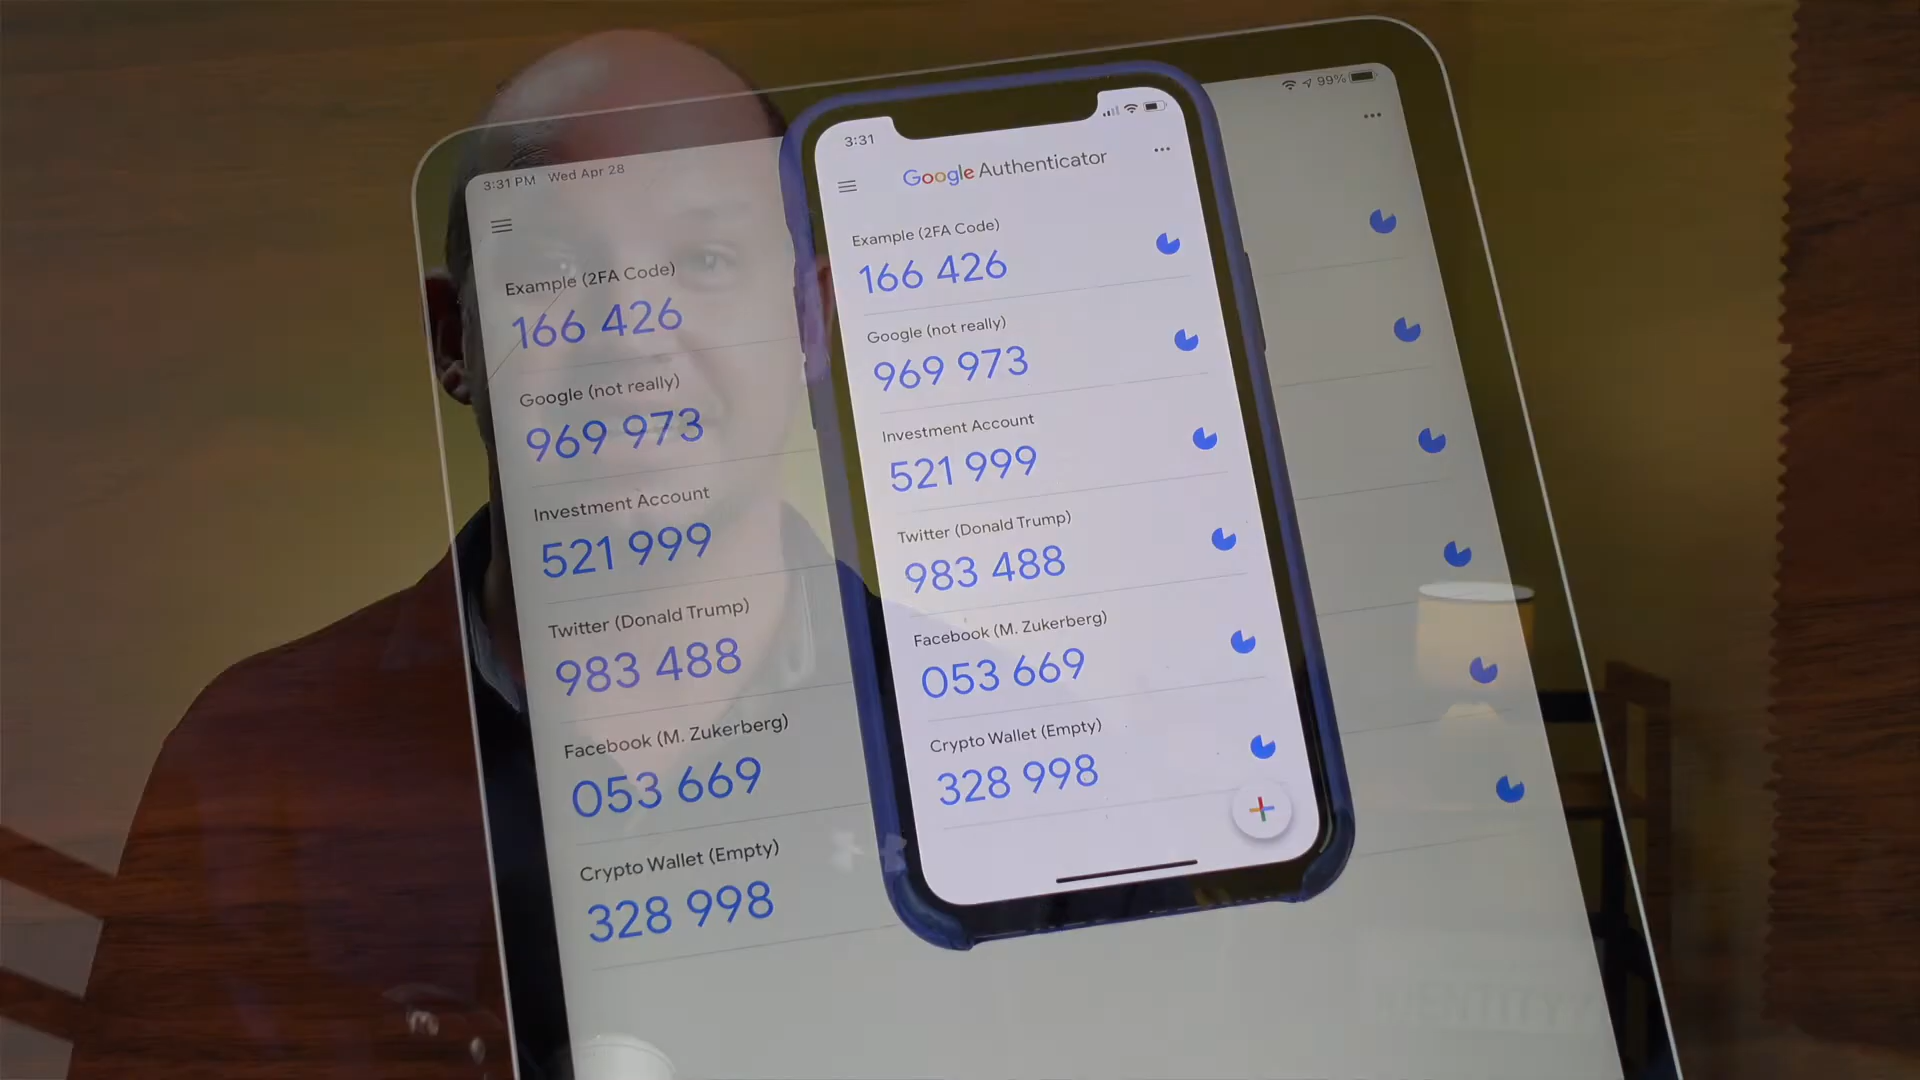 3:31 PM Wed Apr 28
99%
Example (2FA Code)
166 426
Google (not really)
969 973
Investment Account
521 999
Twitter (Donald Trump)
983 488
Facebook (M. Zukerberg)
053 669
Crypto Wallet (Empty)
328 998
3:31
Google Authenticator
Example (2FA Code)
166 426
Google (not really)
969 973
Investment Account
521 999
Twitter (Donald Trump)
983 488
Facebook (M. Zukerberg)
053 669
Crypto Wallet (Empty)
328 998